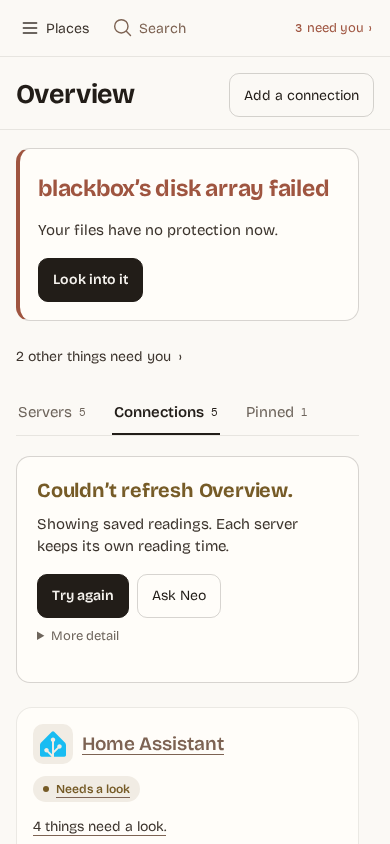 Places
Search
3 need you ›
Overview
Add a connection
blackbox's disk array failed
Your files have no protection now.
Look into it
2 other things need you ›
Servers 5
Connections 5
Pinned 1
Couldn't refresh Overview.
Showing saved readings. Each server
keeps its own reading time.
Try again
Ask Neo
More detail
Home Assistant
Needs a look
4 things need a look.